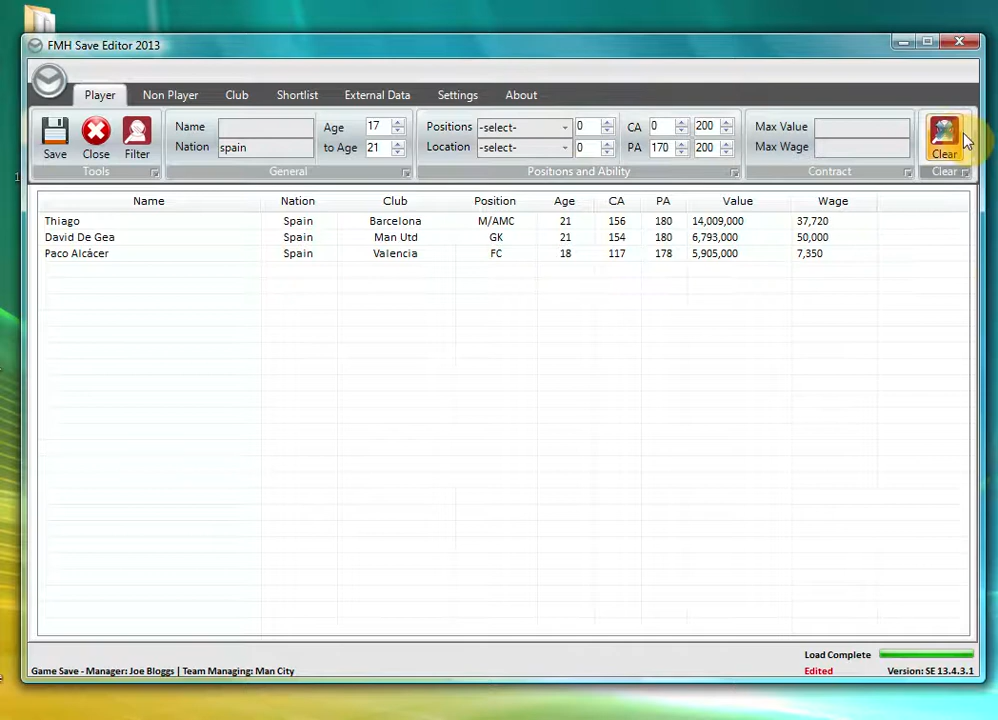 FMH Save Editor 2013
Player Non Player Club Shortlist External Data Settings About
Name Age 17 Positions -select- 0 CA 0 200 Max Value
Nation spain to Age 21 Location -select- 0 PA 170 200 Max Wage
Save Close Filter Clear
Tools General Positions and Ability Contract Clear
Name Nation Club Position Age CA PA Value Wage
Thiago Spain Barcelona M/AMC 21 156 180 14,009,000 37,720
David De Gea Spain Man Utd GK 21 154 180 6,793,000 50,000
Paco Alcácer Spain Valencia FC 18 117 178 5,905,000 7,350
Load Complete
Game Save - Manager: Joe Bloggs | Team Managing: Man City Edited Version: SE 13.4.3.1